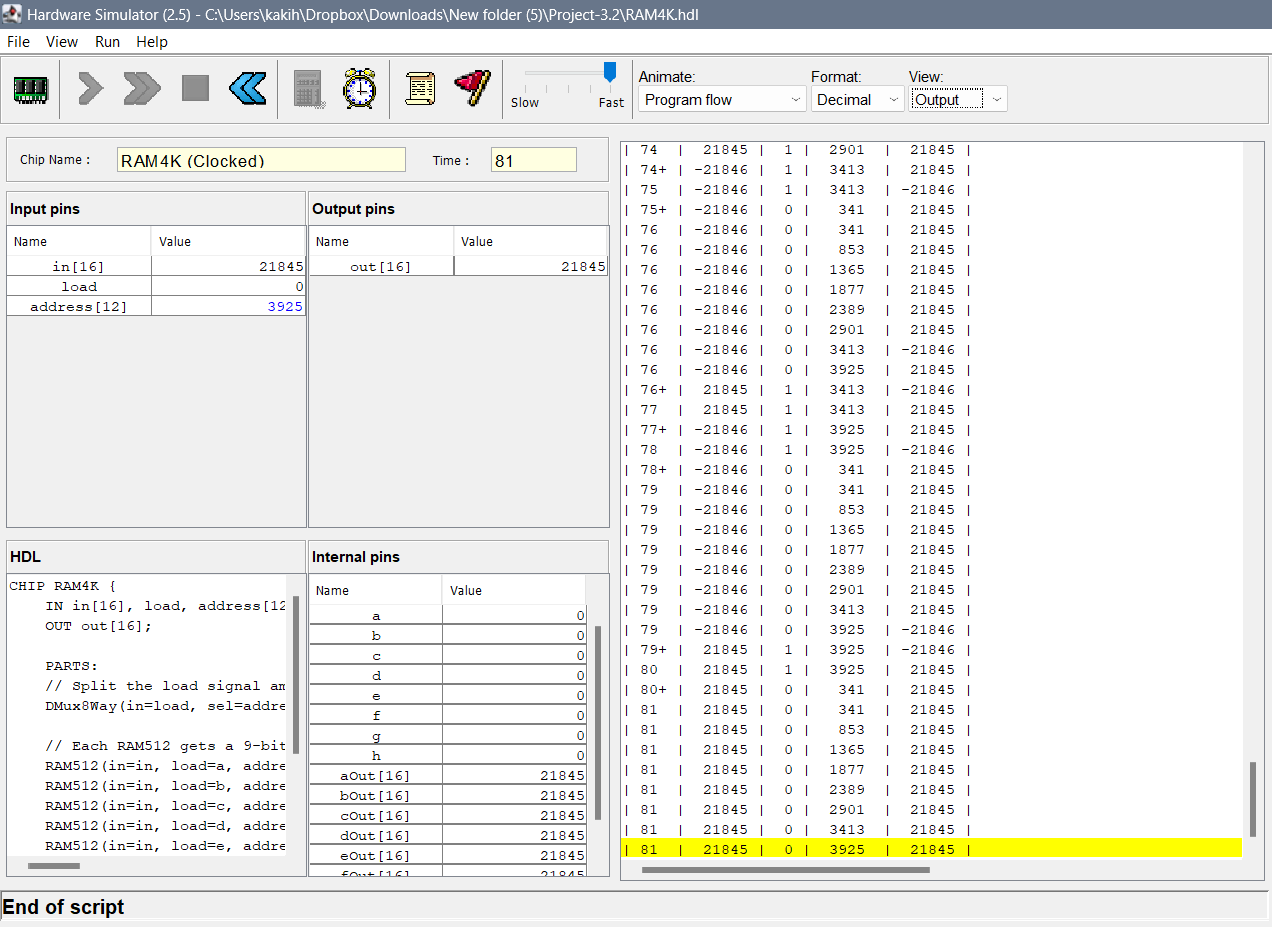 Hardware Simulator (2.5) - C:\Users\kakih\Dropbox\Downloads\New folder (5)\Project-3.2\RAM4K.hdl
File View Run Help
Slow Fast
Animate: Format: View:
Program flow Decimal Output
Chip Name : RAM4K (Clocked) Time : 81
Input pins
Name Value
in[16] 21845
load 0
address[12] 3925
Output pins
Name Value
out[16] 21845
HDL
CHIP RAM4K {
IN in[16], load, address[12
OUT out[16];
PARTS:
// Split the load signal am
DMux8Way(in=load, sel=addre
// Each RAM512 gets a 9-bit
RAM512(in=in, load=a, addre
RAM512(in=in, load=b, addre
RAM512(in=in, load=c, addre
RAM512(in=in, load=d, addre
RAM512(in=in, load=e, addre
Internal pins
Name Value
a 0
b 0
c 0
d 0
e 0
f 0
g 0
h 0
aOut[16] 21845
bOut[16] 21845
cOut[16] 21845
dOut[16] 21845
eOut[16] 21845
fOut[16] 21845
| 74 | 21845 | 1 | 2901 | 21845 |
| 74+ | -21846 | 1 | 3413 | 21845 |
| 75 | -21846 | 1 | 3413 | -21846 |
| 75+ | -21846 | 0 | 341 | 21845 |
| 76 | -21846 | 0 | 341 | 21845 |
| 76 | -21846 | 0 | 853 | 21845 |
| 76 | -21846 | 0 | 1365 | 21845 |
| 76 | -21846 | 0 | 1877 | 21845 |
| 76 | -21846 | 0 | 2389 | 21845 |
| 76 | -21846 | 0 | 2901 | 21845 |
| 76 | -21846 | 0 | 3413 | -21846 |
| 76 | -21846 | 0 | 3925 | 21845 |
| 76+ | 21845 | 1 | 3413 | -21846 |
| 77 | 21845 | 1 | 3413 | 21845 |
| 77+ | -21846 | 1 | 3925 | 21845 |
| 78 | -21846 | 1 | 3925 | -21846 |
| 78+ | -21846 | 0 | 341 | 21845 |
| 79 | -21846 | 0 | 341 | 21845 |
| 79 | -21846 | 0 | 853 | 21845 |
| 79 | -21846 | 0 | 1365 | 21845 |
| 79 | -21846 | 0 | 1877 | 21845 |
| 79 | -21846 | 0 | 2389 | 21845 |
| 79 | -21846 | 0 | 2901 | 21845 |
| 79 | -21846 | 0 | 3413 | 21845 |
| 79 | -21846 | 0 | 3925 | -21846 |
| 79+ | 21845 | 1 | 3925 | -21846 |
| 80 | 21845 | 1 | 3925 | 21845 |
| 80+ | 21845 | 0 | 341 | 21845 |
| 81 | 21845 | 0 | 341 | 21845 |
| 81 | 21845 | 0 | 853 | 21845 |
| 81 | 21845 | 0 | 1365 | 21845 |
| 81 | 21845 | 0 | 1877 | 21845 |
| 81 | 21845 | 0 | 2389 | 21845 |
| 81 | 21845 | 0 | 2901 | 21845 |
| 81 | 21845 | 0 | 3413 | 21845 |
| 81 | 21845 | 0 | 3925 | 21845 |
End of script